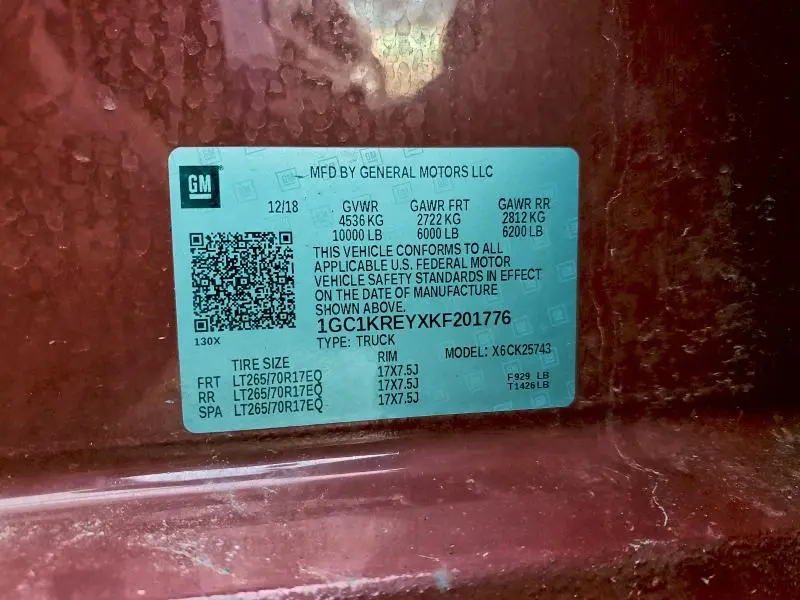 GM
MFD BY GENERAL MOTORS LLC
12/18 GVWR GAWR FRT GAWR RR
4536 KG 2722 KG 2812 KG
10000 LB 6000 LB 6200 LB
THIS VEHICLE CONFORMS TO ALL
APPLICABLE U.S. FEDERAL MOTOR
VEHICLE SAFETY STANDARDS IN EFFECT
ON THE DATE OF MANUFACTURE
SHOWN ABOVE.
1GC1KREYXKF201776
130X
TYPE: TRUCK
TIRE SIZE RIM MODEL: X6CK25743
FRT LT265/70R17EQ 17X7.5J
RR LT265/70R17EQ 17X7.5J
SPA LT265/70R17EQ 17X7.5J
F929 LB
T1426LB